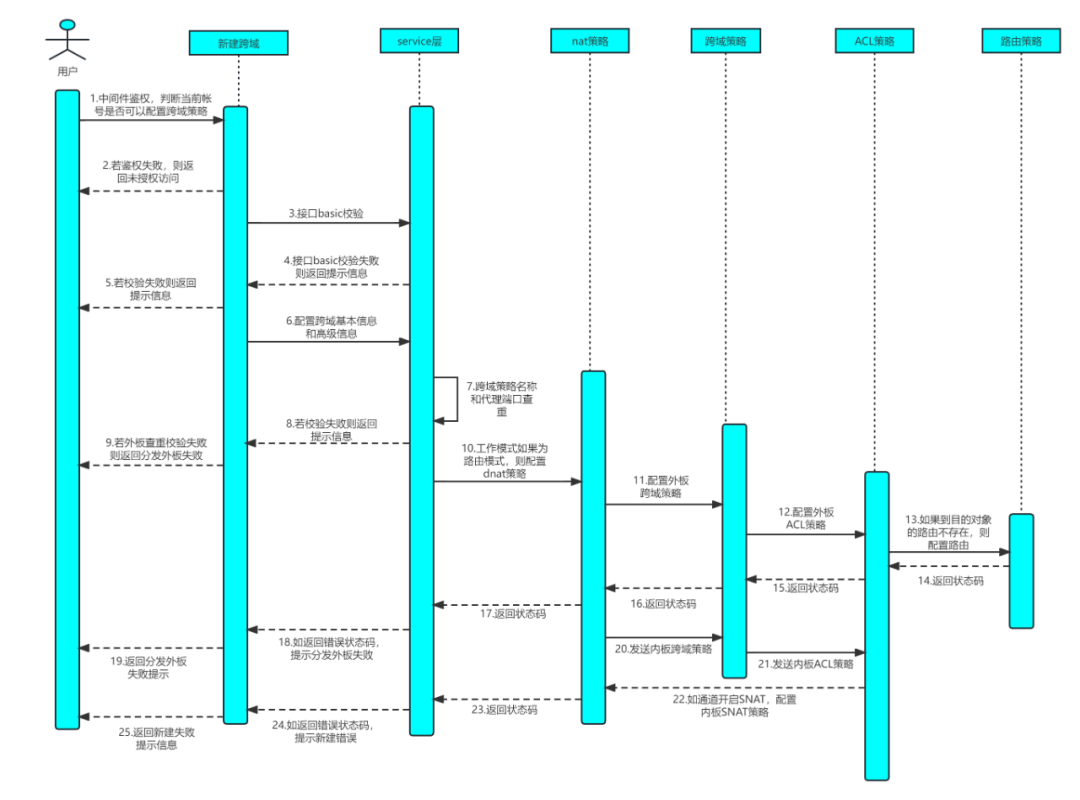 用户
新建跨域
service层
nat策略
跨域策略
ACL策略
路由策略
1.中间件鉴权，判断当前帐
号是否可以配置跨域策略
2.若鉴权失败，则返
回未授权访问
3.接口basic校验
4.接口basic校验失败
则返回提示信息
5.若校验失败则返回
提示信息
6.配置跨域基本信息
和高级信息
7.跨域策略名称
和代理端口查
重
8.若校验失败则返回
提示信息
9.若外板查重校验失败
则返回分发外板失败
10.工作模式如果为
路由模式，则配置
dnat策略
11.配置外板
跨域策略
12.配置外板
ACL策略
13.如果到目的对象
的路由不存在，则
配置路由
14.返回状态码
15.返回状态码
16.返回状态码
17.返回状态码
18.如返回错误状态码，
提示分发外板失败
19.返回分发外板
失败提示
20.发送内板跨域策略
21.发送内板ACL策略
22.如通道开启SNAT，配置
内板SNAT策略
23.返回状态码
24.如返回错误状态码，
提示新建错误
25.返回新建失败
提示信息